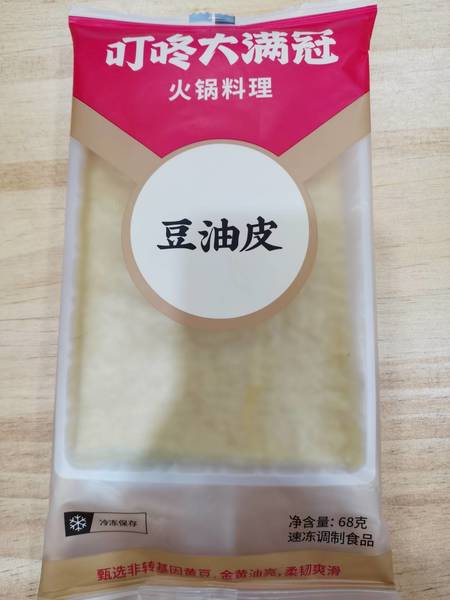 叮咚大满冠
火锅料理
豆油皮
冷冻保存
净含量：68克
速冻调制食品
甄选非转基因黄豆，金黄油亮，柔韧爽滑